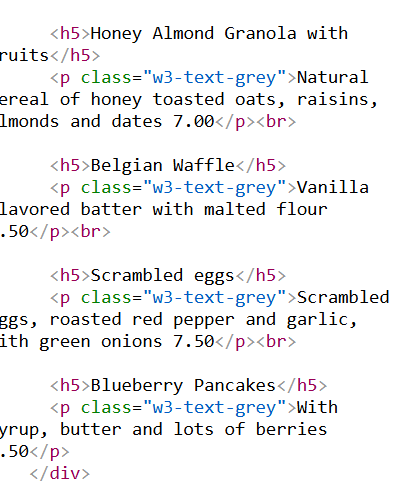 <h5>Honey Almond Granola with
ruits</h5>
<p class="w3-text-grey">Natural
ereal of honey toasted oats, raisins,
lmonds and dates 7.00</p><br>
<h5>Belgian Waffle</h5>
<p class="w3-text-grey">Vanilla
lavored batter with malted flour
.50</p><br>
<h5>Scrambled eggs</h5>
<p class="w3-text-grey">Scrambled
ggs, roasted red pepper and garlic,
ith green onions 7.50</p><br>
<h5>Blueberry Pancakes</h5>
<p class="w3-text-grey">With
yrup, butter and lots of berries
.50</p>
</div>